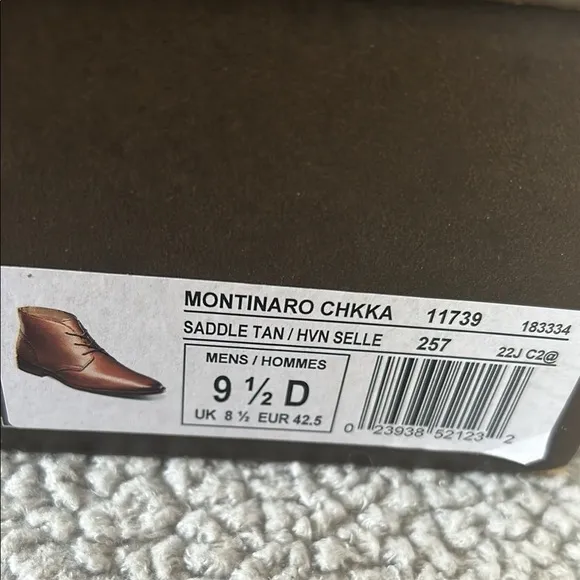 MONTINARO CHKKA 11739 183334
SADDLE TAN / HVN SELLE 257 22J C2@
MENS / HOMMES
9 ½ D
UK 8 ½ EUR 42.5
0 23938 52123 2